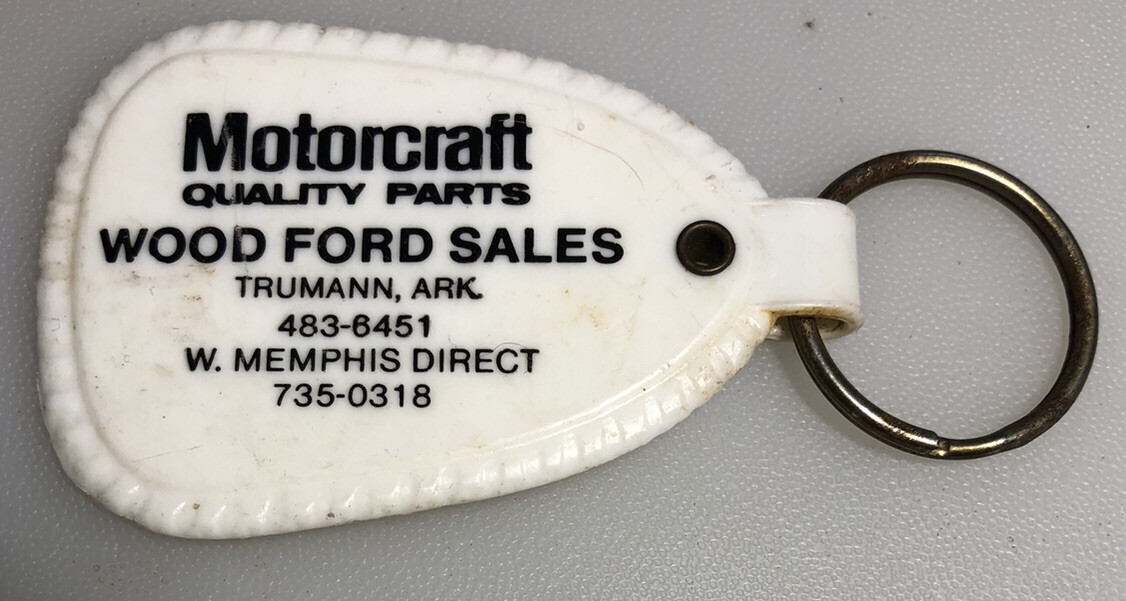 Motorcraft
QUALITY PARTS
WOOD FORD SALES
TRUMANN, ARK.
483-6451
W. MEMPHIS DIRECT
735-0318